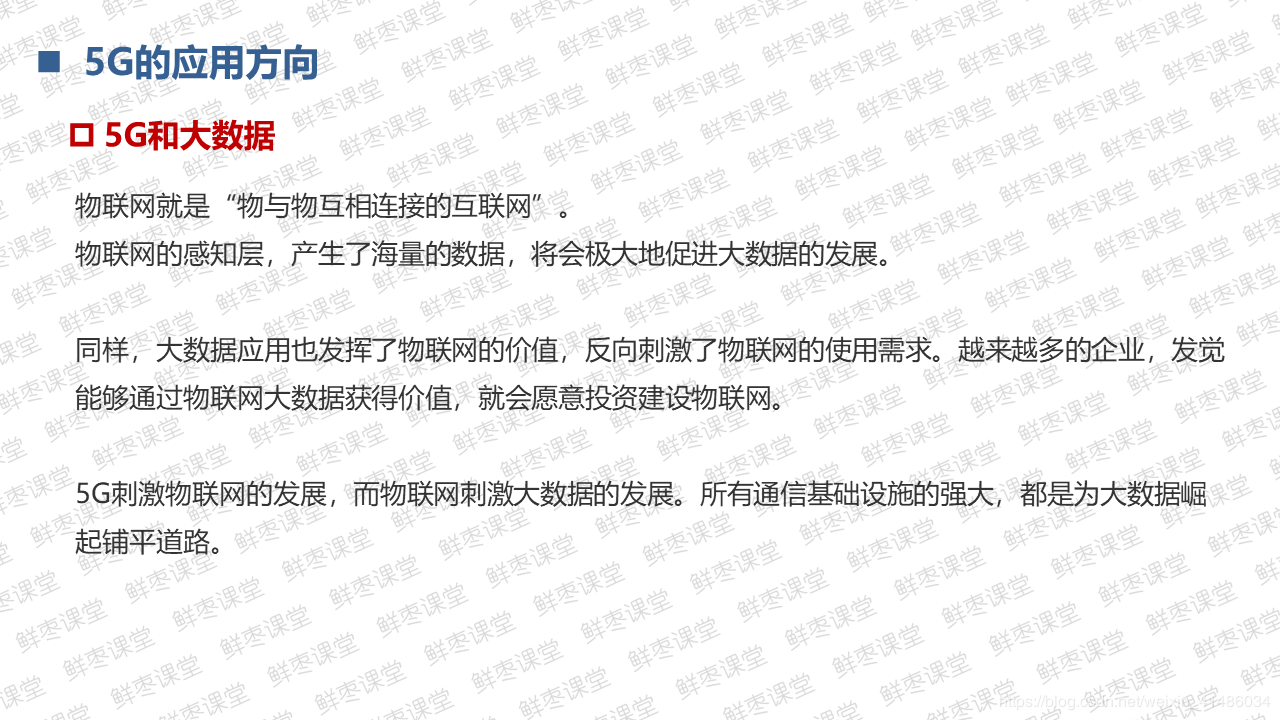 5G的应用方向
5G和大数据
物联网就是“物与物互相连接的互联网”。
物联网的感知层，产生了海量的数据，将会极大地促进大数据的发展。
同样，大数据应用也发挥了物联网的价值，反向刺激了物联网的使用需求。越来越多的企业，发觉
能够通过物联网大数据获得价值，就会愿意投资建设物联网。
5G刺激物联网的发展，而物联网刺激大数据的发展。所有通信基础设施的强大，都是为大数据崛
起铺平道路。
鲜枣课堂